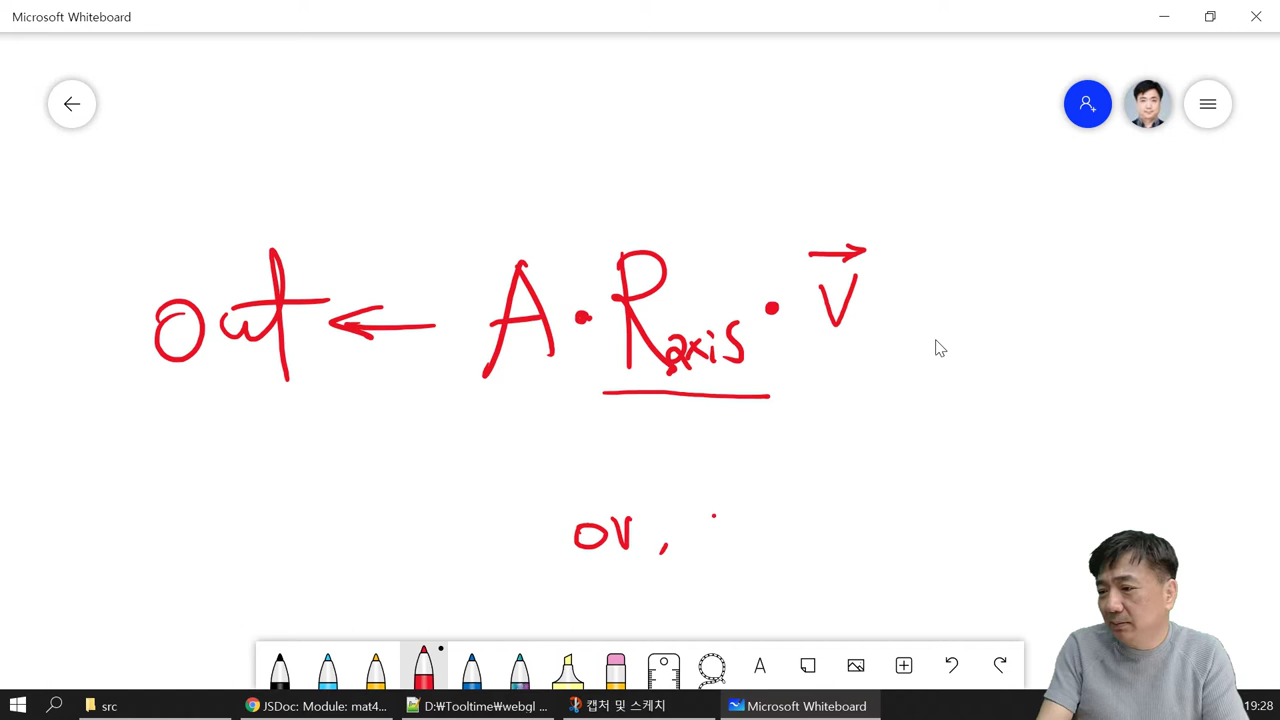 Microsoft Whiteboard
out ← A · Raxis · v
ov ,
A
src
JSDoc: Module: mat4...
D:₩Tooltime₩webgl ...
캡처 및 스케치
Microsoft Whiteboard
19:28